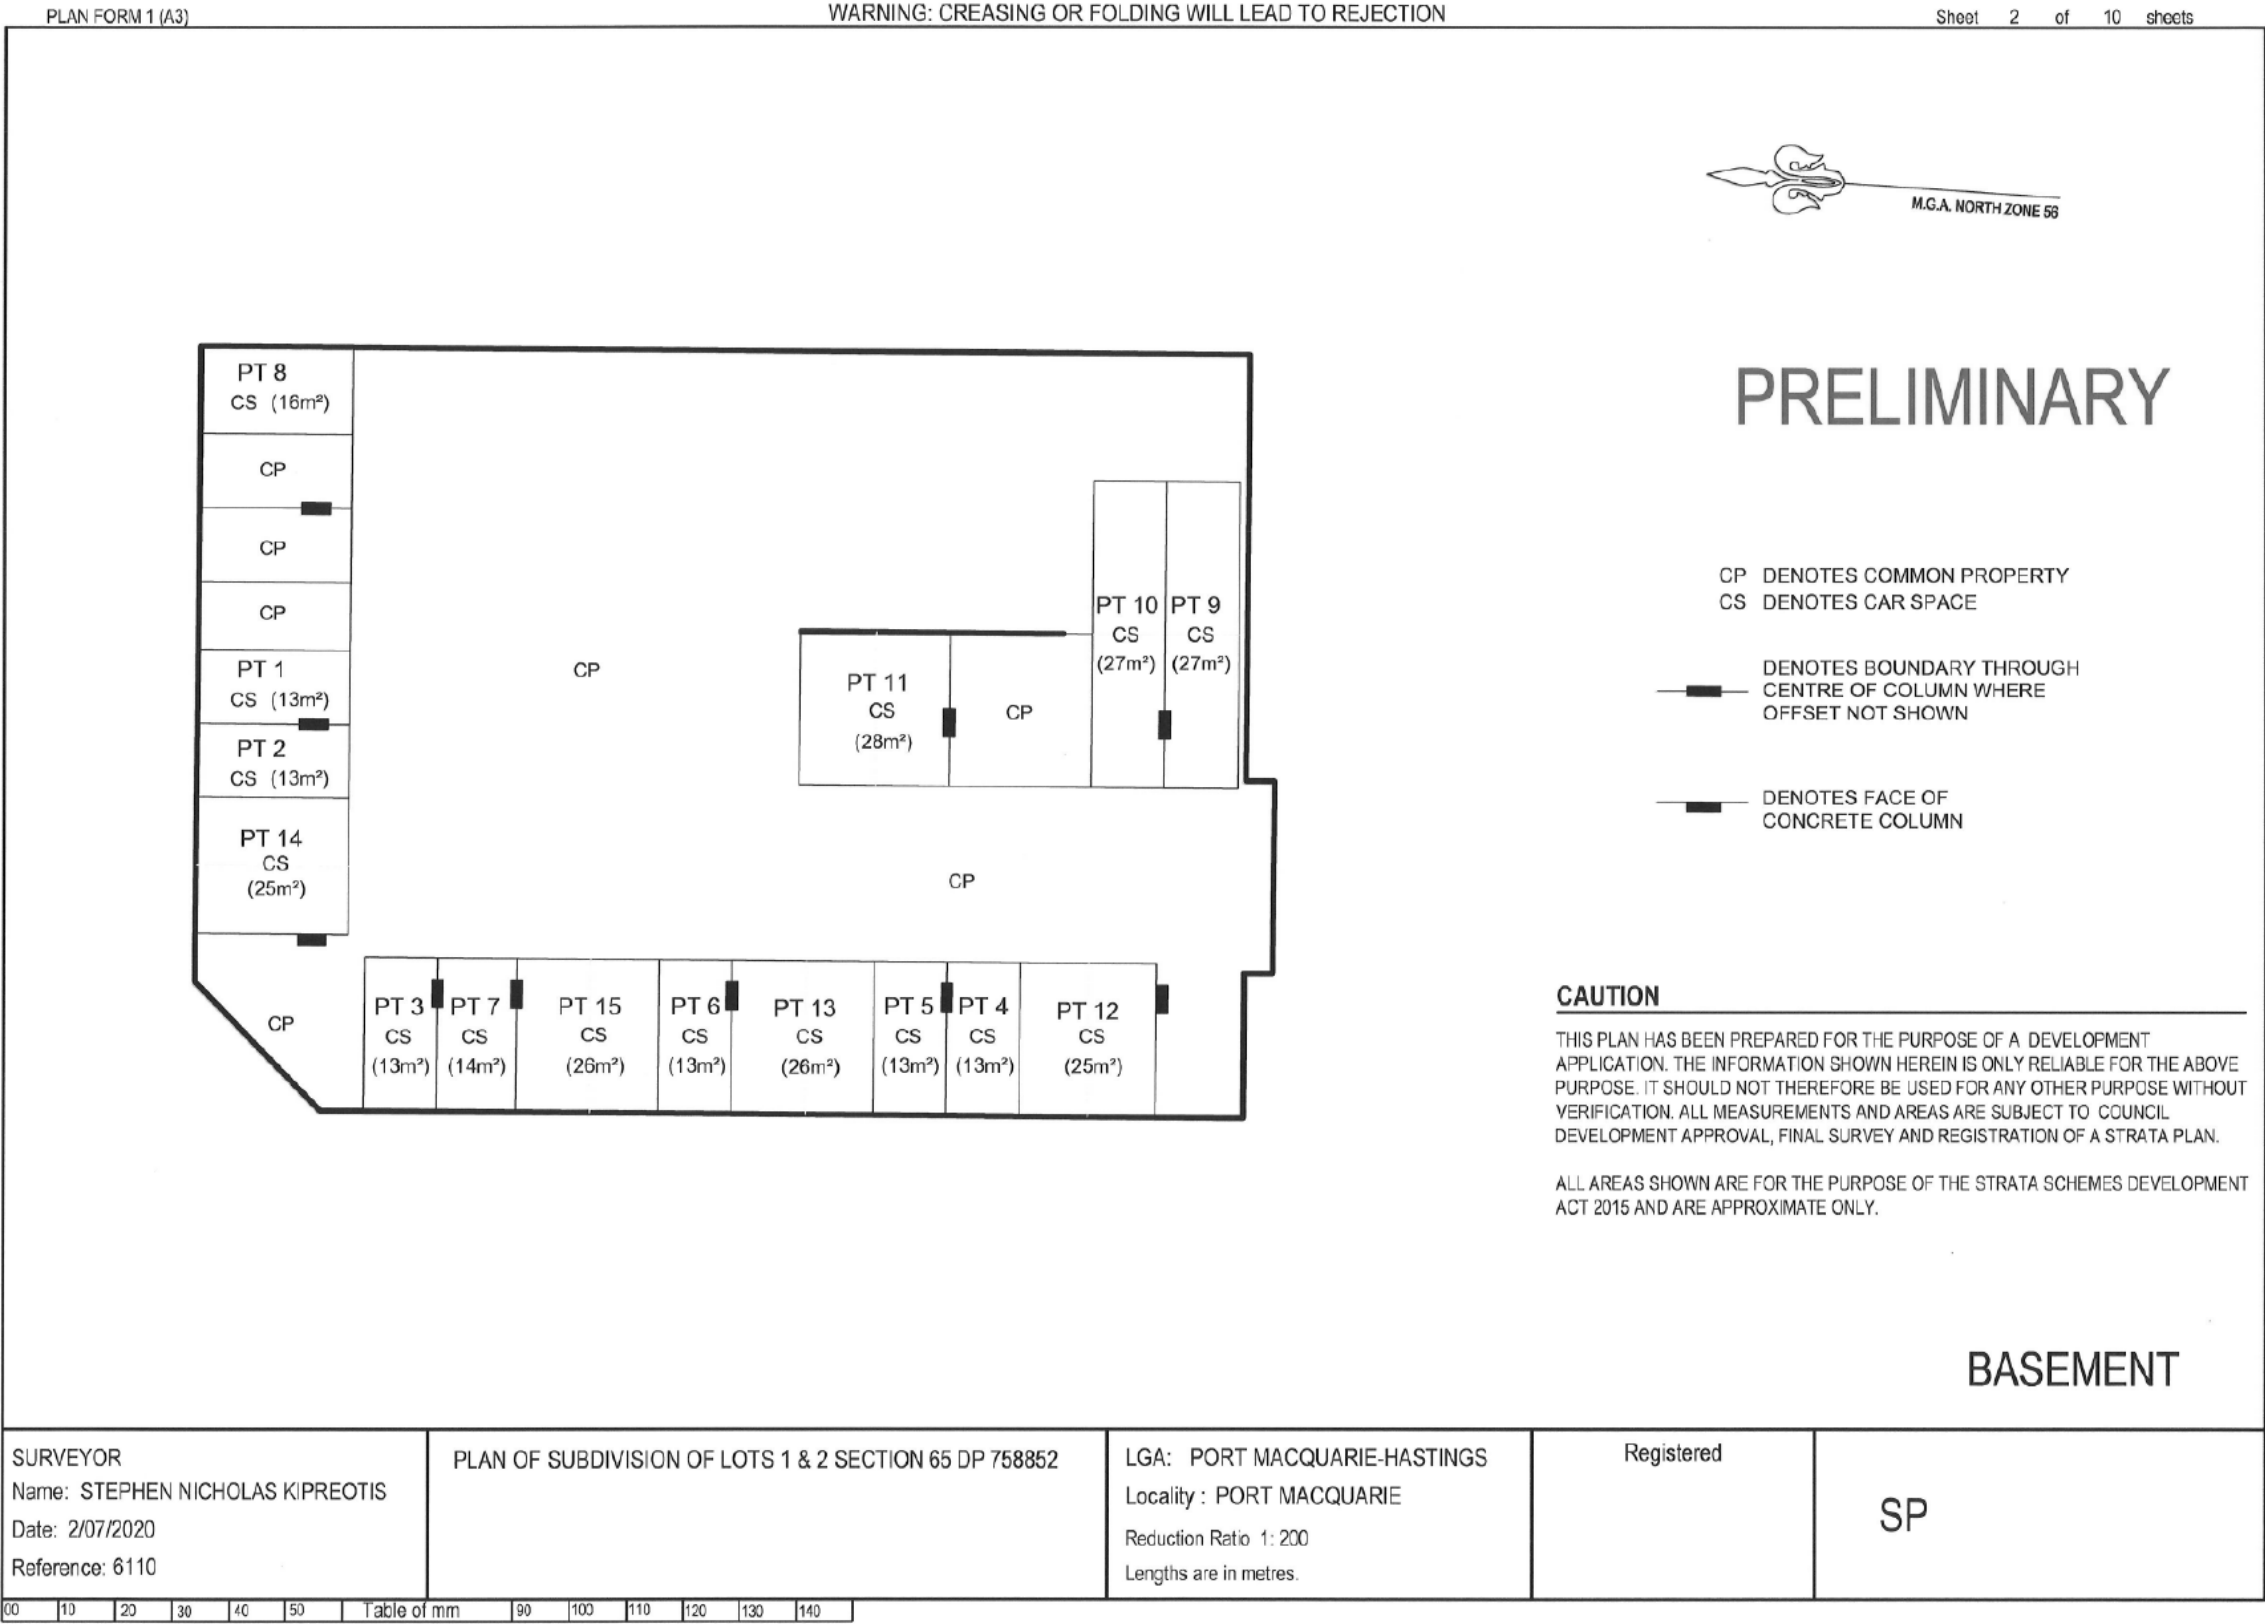 PLAN FORM 1 (A3)
WARNING: CREASING OR FOLDING WILL LEAD TO REJECTION
Sheet 2 of 10 sheets
M.G.A. NORTH ZONE 56
PRELIMINARY
PT 8
CS (16m²)
CP
CP
CP
PT 1
CS (13m²)
PT 2
CS (13m²)
PT 14
CS
(25m²)
CP
CP
PT 11
CS
(28m²)
CP
PT 10
CS
(27m²)
PT 9
CS
(27m²)
CP
PT 3
CS
(13m²)
PT 7
CS
(14m²)
PT 15
CS
(26m²)
PT 6
CS
(13m²)
PT 13
CS
(26m²)
PT 5
CS
(13m²)
PT 4
CS
(13m²)
PT 12
CS
(25m²)
CP DENOTES COMMON PROPERTY
CS DENOTES CAR SPACE
DENOTES BOUNDARY THROUGH
CENTRE OF COLUMN WHERE
OFFSET NOT SHOWN
DENOTES FACE OF
CONCRETE COLUMN
CAUTION
THIS PLAN HAS BEEN PREPARED FOR THE PURPOSE OF A DEVELOPMENT
APPLICATION. THE INFORMATION SHOWN HEREIN IS ONLY RELIABLE FOR THE ABOVE
PURPOSE. IT SHOULD NOT THEREFORE BE USED FOR ANY OTHER PURPOSE WITHOUT
VERIFICATION. ALL MEASUREMENTS AND AREAS ARE SUBJECT TO COUNCIL
DEVELOPMENT APPROVAL, FINAL SURVEY AND REGISTRATION OF A STRATA PLAN.
ALL AREAS SHOWN ARE FOR THE PURPOSE OF THE STRATA SCHEMES DEVELOPMENT
ACT 2015 AND ARE APPROXIMATE ONLY.
BASEMENT
SURVEYOR
Name: STEPHEN NICHOLAS KIPREOTIS
Date: 2/07/2020
Reference: 6110
PLAN OF SUBDIVISION OF LOTS 1 & 2 SECTION 65 DP 758852
LGA: PORT MACQUARIE-HASTINGS
Locality : PORT MACQUARIE
Reduction Ratio 1: 200
Lengths are in metres.
Registered
SP
00 10 20 30 40 50 Table of mm 90 100 110 120 130 140